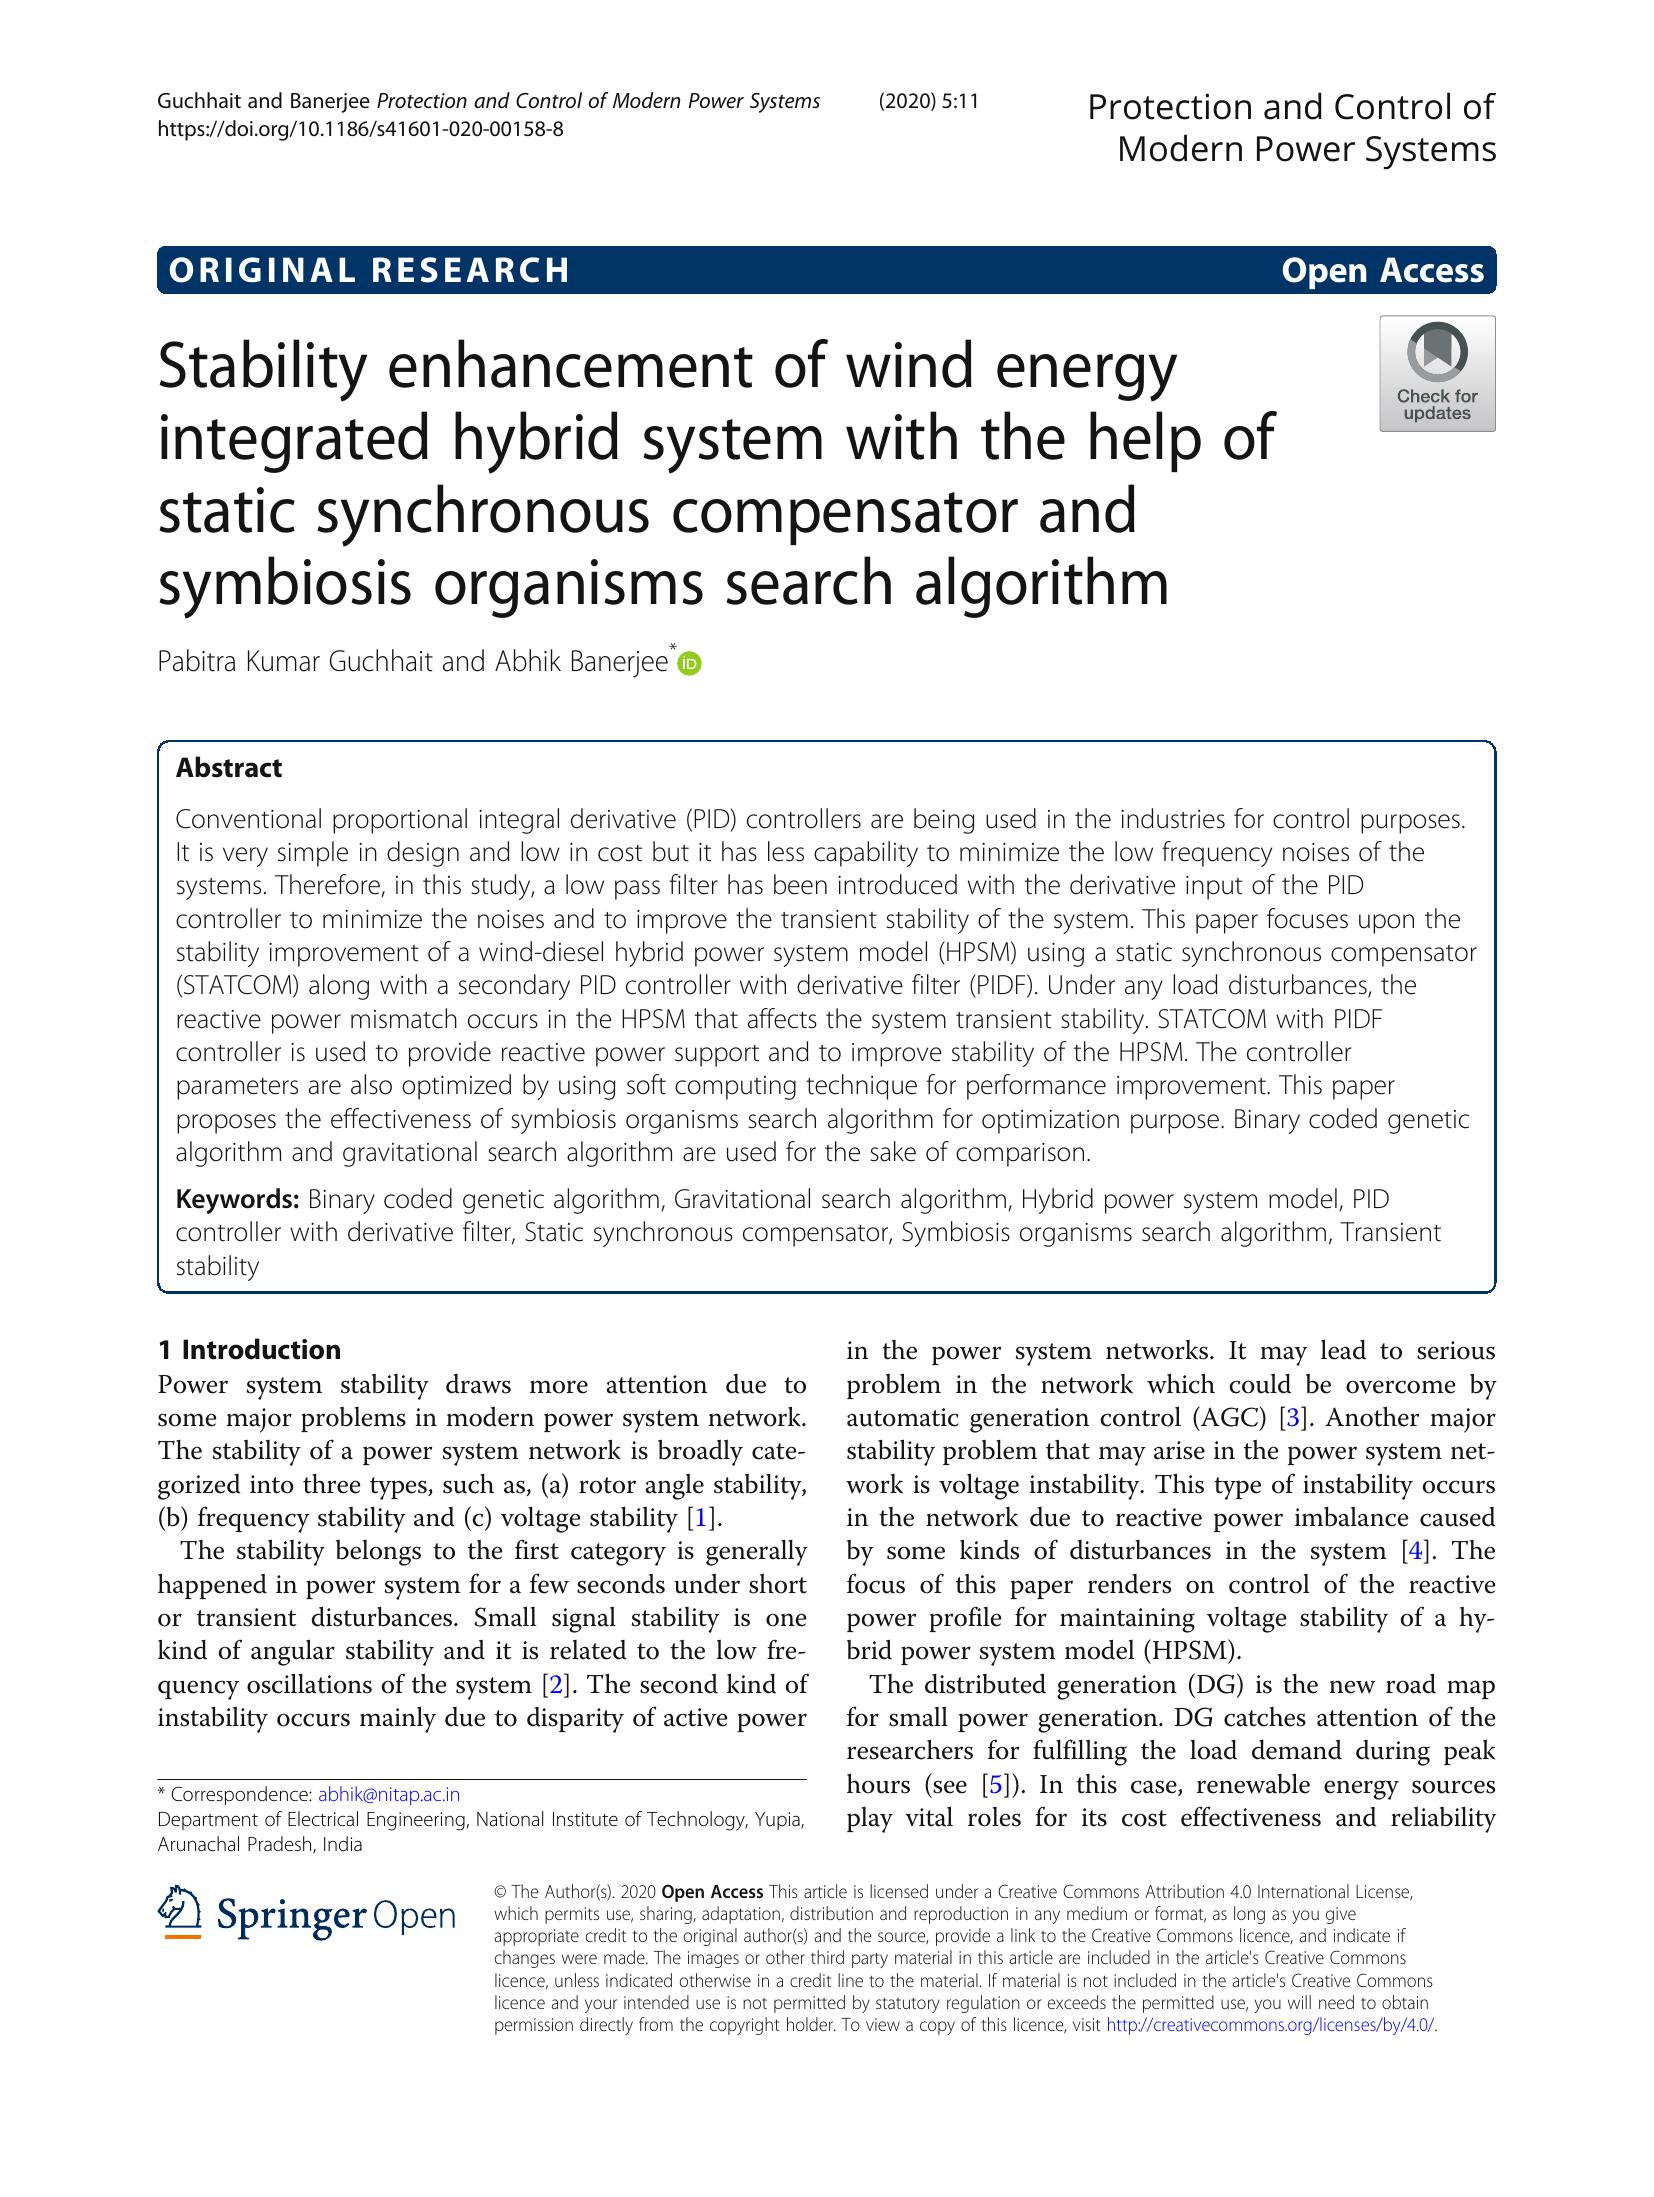 Guchhait and Banerjee Protection and Control of Modern Power Systems (2020) 5:11
https://doi.org/10.1186/s41601-020-00158-8
Protection and Control of
Modern Power Systems
ORIGINAL RESEARCH Open Access
Check for
updates
Stability enhancement of wind energy
integrated hybrid system with the help of
static synchronous compensator and
symbiosis organisms search algorithm
Pabitra Kumar Guchhait and Abhik Banerjee* iD
Abstract
Conventional proportional integral derivative (PID) controllers are being used in the industries for control purposes.
It is very simple in design and low in cost but it has less capability to minimize the low frequency noises of the
systems. Therefore, in this study, a low pass filter has been introduced with the derivative input of the PID
controller to minimize the noises and to improve the transient stability of the system. This paper focuses upon the
stability improvement of a wind-diesel hybrid power system model (HPSM) using a static synchronous compensator
(STATCOM) along with a secondary PID controller with derivative filter (PIDF). Under any load disturbances, the
reactive power mismatch occurs in the HPSM that affects the system transient stability. STATCOM with PIDF
controller is used to provide reactive power support and to improve stability of the HPSM. The controller
parameters are also optimized by using soft computing technique for performance improvement. This paper
proposes the effectiveness of symbiosis organisms search algorithm for optimization purpose. Binary coded genetic
algorithm and gravitational search algorithm are used for the sake of comparison.
Keywords: Binary coded genetic algorithm, Gravitational search algorithm, Hybrid power system model, PID
controller with derivative filter, Static synchronous compensator, Symbiosis organisms search algorithm, Transient
stability
1 Introduction
Power system stability draws more attention due to
some major problems in modern power system network.
The stability of a power system network is broadly cate-
gorized into three types, such as, (a) rotor angle stability,
(b) frequency stability and (c) voltage stability [1].
The stability belongs to the first category is generally
happened in power system for a few seconds under short
or transient disturbances. Small signal stability is one
kind of angular stability and it is related to the low fre-
quency oscillations of the system [2]. The second kind of
instability occurs mainly due to disparity of active power
in the power system networks. It may lead to serious
problem in the network which could be overcome by
automatic generation control (AGC) [3]. Another major
stability problem that may arise in the power system net-
work is voltage instability. This type of instability occurs
in the network due to reactive power imbalance caused
by some kinds of disturbances in the system [4]. The
focus of this paper renders on control of the reactive
power profile for maintaining voltage stability of a hy-
brid power system model (HPSM).
The distributed generation (DG) is the new road map
for small power generation. DG catches attention of the
researchers for fulfilling the load demand during peak
hours (see [5]). In this case, renewable energy sources
play vital roles for its cost effectiveness and reliability
* Correspondence: abhik@nitap.ac.in
Department of Electrical Engineering, National Institute of Technology, Yupia,
Arunachal Pradesh, India
Springer Open
© The Author(s). 2020 Open Access This article is licensed under a Creative Commons Attribution 4.0 International License,
which permits use, sharing, adaptation, distribution and reproduction in any medium or format, as long as you give
appropriate credit to the original author(s) and the source, provide a link to the Creative Commons licence, and indicate if
changes were made. The images or other third party material in this article are included in the article's Creative Commons
licence, unless indicated otherwise in a credit line to the material. If material is not included in the article's Creative Commons
licence and your intended use is not permitted by statutory regulation or exceeds the permitted use, you will need to obtain
permission directly from the copyright holder. To view a copy of this licence, visit http://creativecommons.org/licenses/by/4.0/.